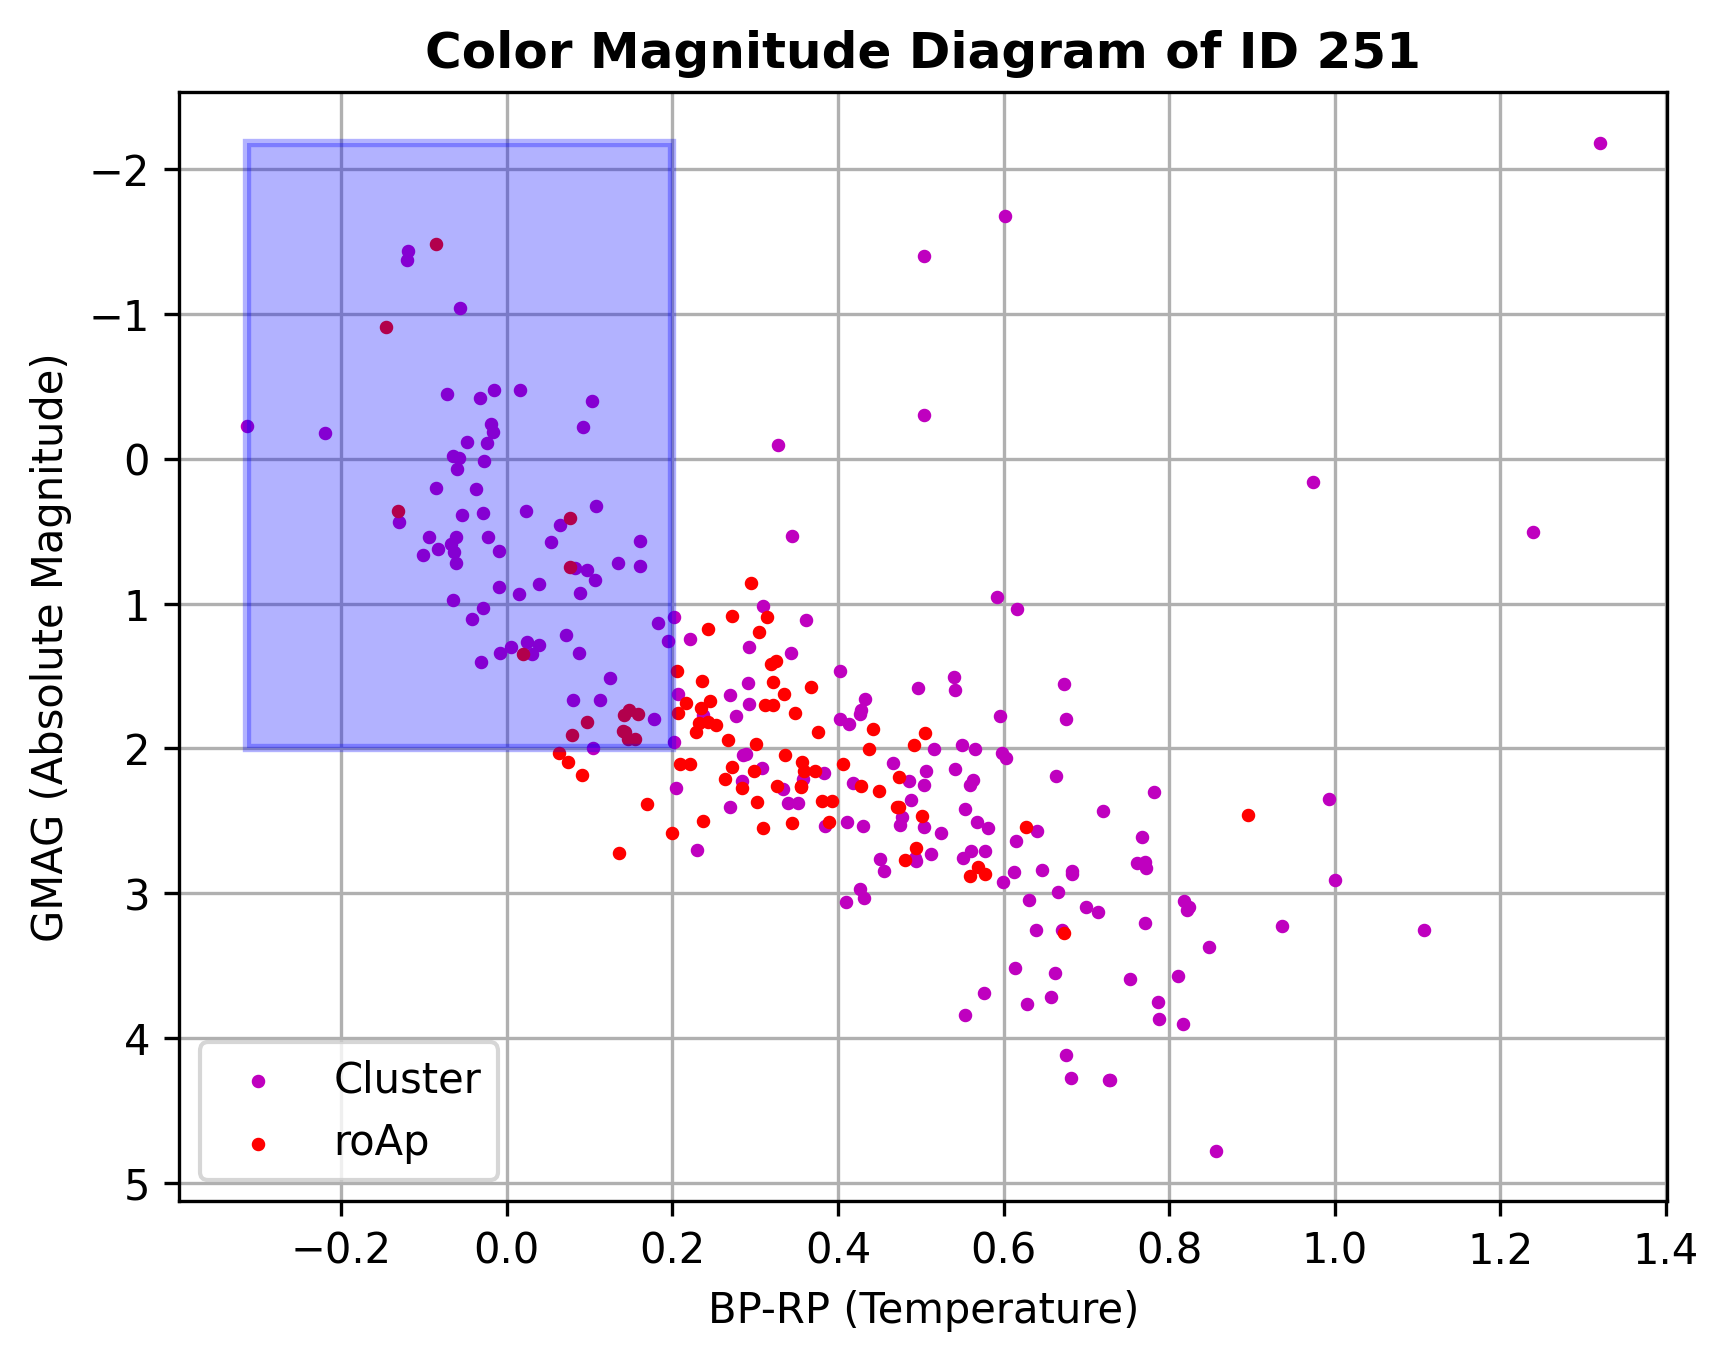 Color Magnitude Diagram of ID 251
GMAG (Absolute Magnitude)
−2
−1
0
1
2
3
4
5
Cluster
roAp
−0.2 0.0 0.2 0.4 0.6 0.8 1.0 1.2 1.4
BP-RP (Temperature)